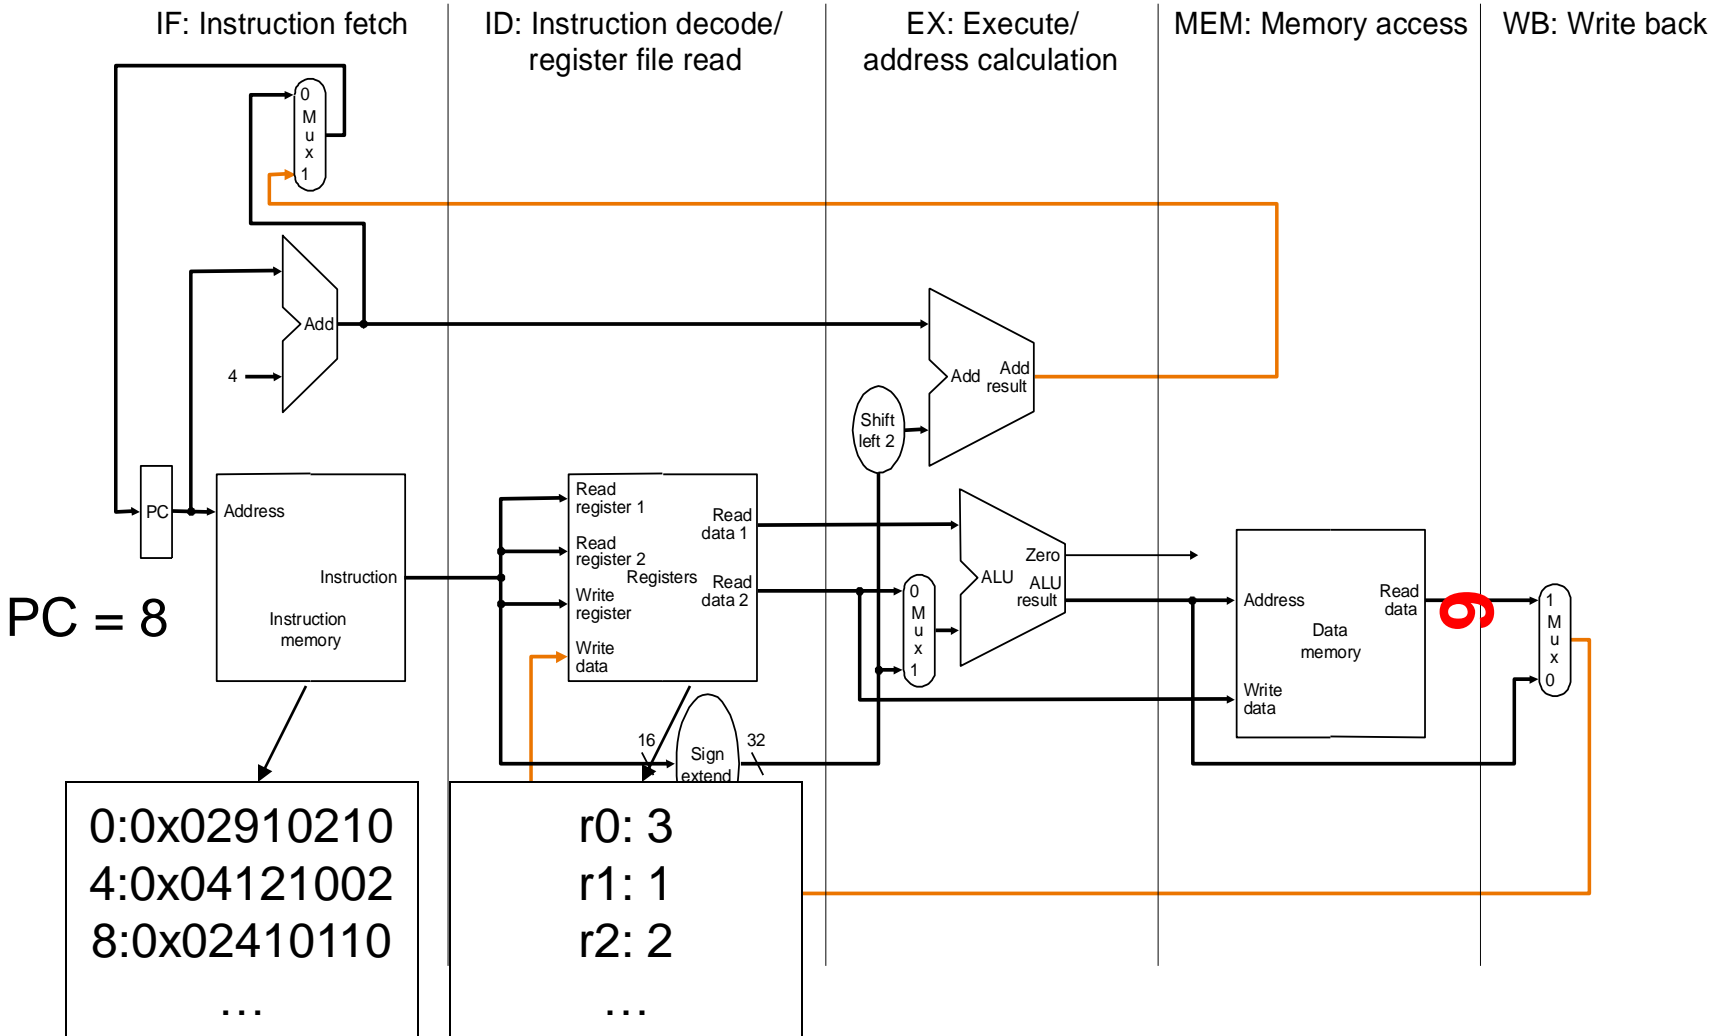 IF: Instruction fetch
ID: Instruction decode/
register file read
EX: Execute/
address calculation
MEM: Memory access
WB: Write back
0
M
u
x
1
Add
4
Add
Add
result
Shift
left 2
PC
Address
Instruction
Instruction
memory
PC = 8
Read
register 1
Read
register 2
Write
register
Write
data
Registers
Read
data 1
Read
data 2
16
Sign
extend
32
0
M
u
x
1
Zero
ALU
ALU
result
Address
Write
data
Data
memory
Read
data
6
1
M
u
x
0
0:0x02910210
4:0x04121002
8:0x02410110
…
r0: 3
r1: 1
r2: 2
…